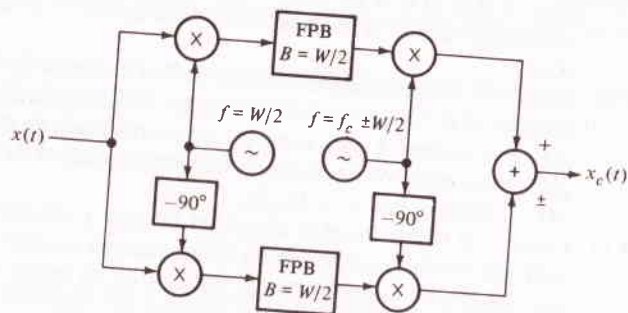 ×
FPB
B = W/2
×
f = W/2
f = f_c ± W/2
x(t)
~
~
+
+
x_c(t)
±
−90°
−90°
×
FPB
B = W/2
×